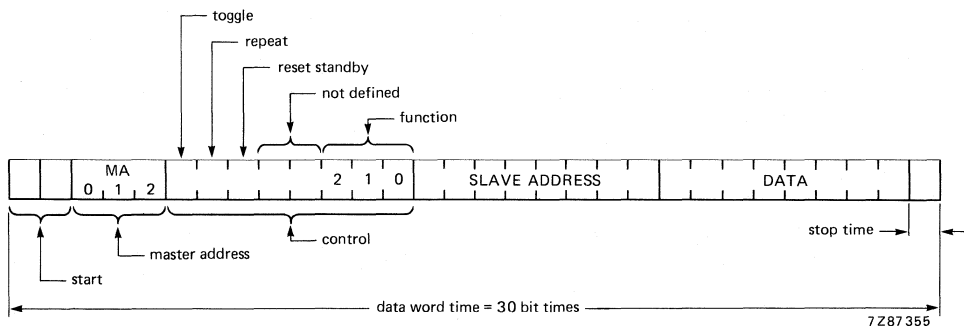 toggle
repeat
reset standby
not defined
function
MA
0 1 2
2 1 0
SLAVE ADDRESS
DATA
stop time
control
master address
start
data word time = 30 bit times
7Z87355